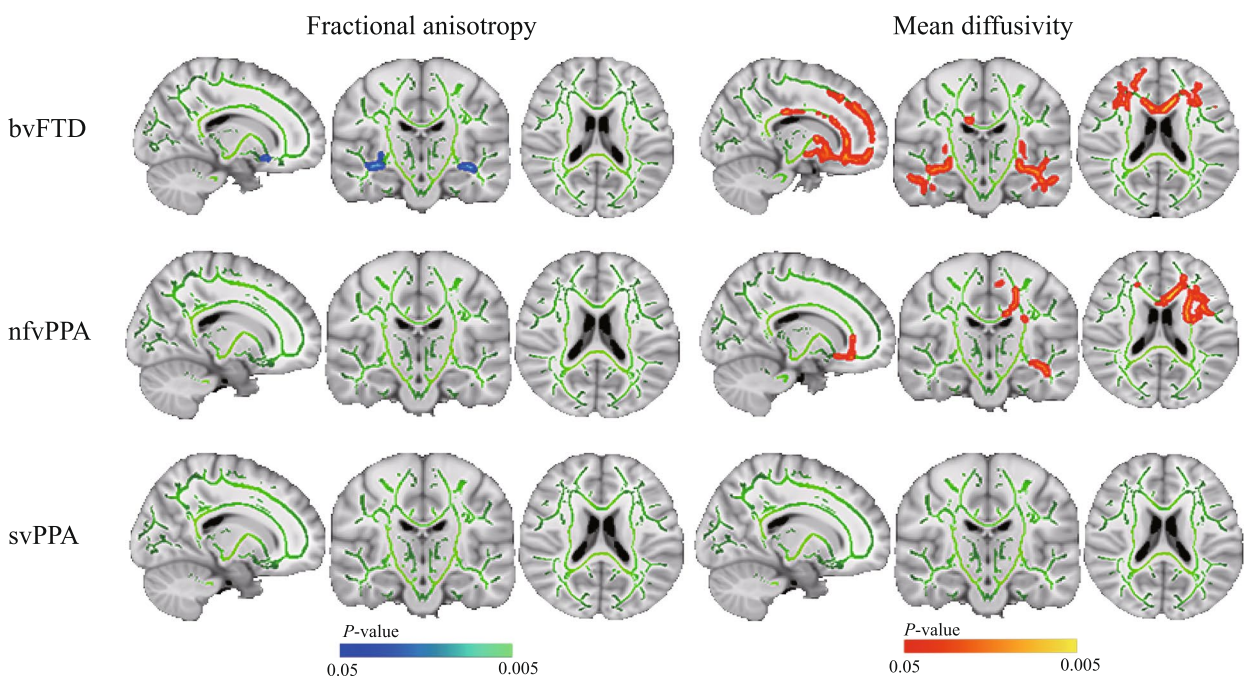 Fractional anisotropy
Mean diffusivity
bvFTD
nfvPPA
svPPA
P-value
0.05
0.005
P-value
0.05
0.005